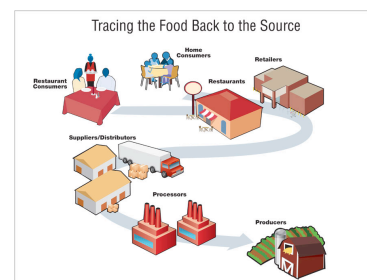 Tracing the Food Back to the Source
Home
Consumers
Retailers
Restaurant
Consumers
Restaurants
Suppliers/Distributors
Processors
Producers